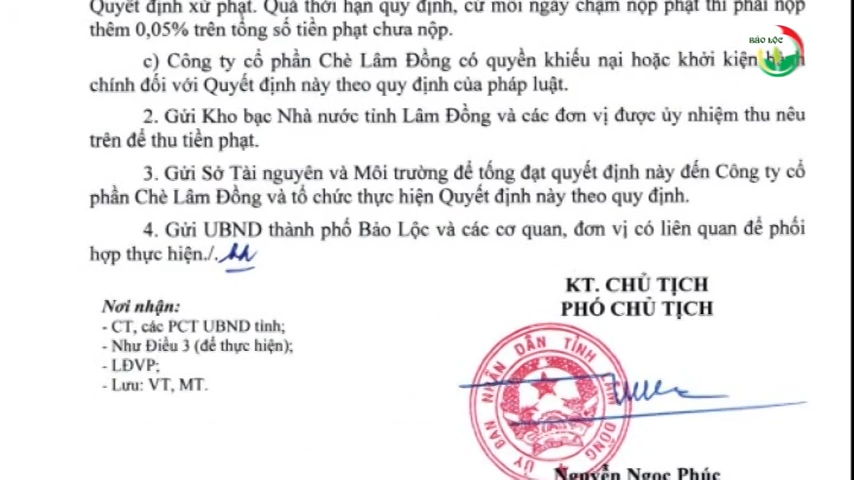 Quyết định xử phạt. Quá thời hạn quy định, cứ mỗi ngày chậm nộp phạt thì phải nộp
thêm 0,05% trên tổng số tiền phạt chưa nộp.
BẢO LỘC
c) Công ty cổ phần Chè Lâm Đồng có quyền khiếu nại hoặc khởi kiện hành
chính đối với Quyết định này theo quy định của pháp luật.
2. Gửi Kho bạc Nhà nước tỉnh Lâm Đồng và các đơn vị được ủy nhiệm thu nêu
trên để thu tiền phạt.
3. Gửi Sở Tài nguyên và Môi trường để tống đạt quyết định này đến Công ty cổ
phần Chè Lâm Đồng và tổ chức thực hiện Quyết định này theo quy định.
4. Gửi UBND thành phố Bảo Lộc và các cơ quan, đơn vị có liên quan để phối
hợp thực hiện./.
KT. CHỦ TỊCH
PHÓ CHỦ TỊCH
Nơi nhận:
- CT, các PCT UBND tỉnh;
- Như Điều 3 (để thực hiện);
- LĐVP;
- Lưu: VT, MT.
ỦY BAN NHÂN DÂN TỈNH LÂM ĐỒNG
Nguyễn Ngọc Phúc